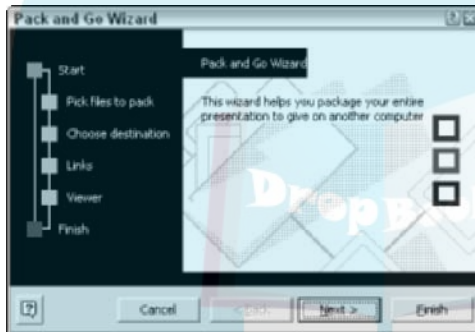 Pack and Go Wizard
Start
Pick files to pack
Choose destination
Links
Viewer
Finish
Pack and Go Wizard
This wizard helps you package your entire
presentation to give on another computer
Cancel
< Back
Next >
Finish